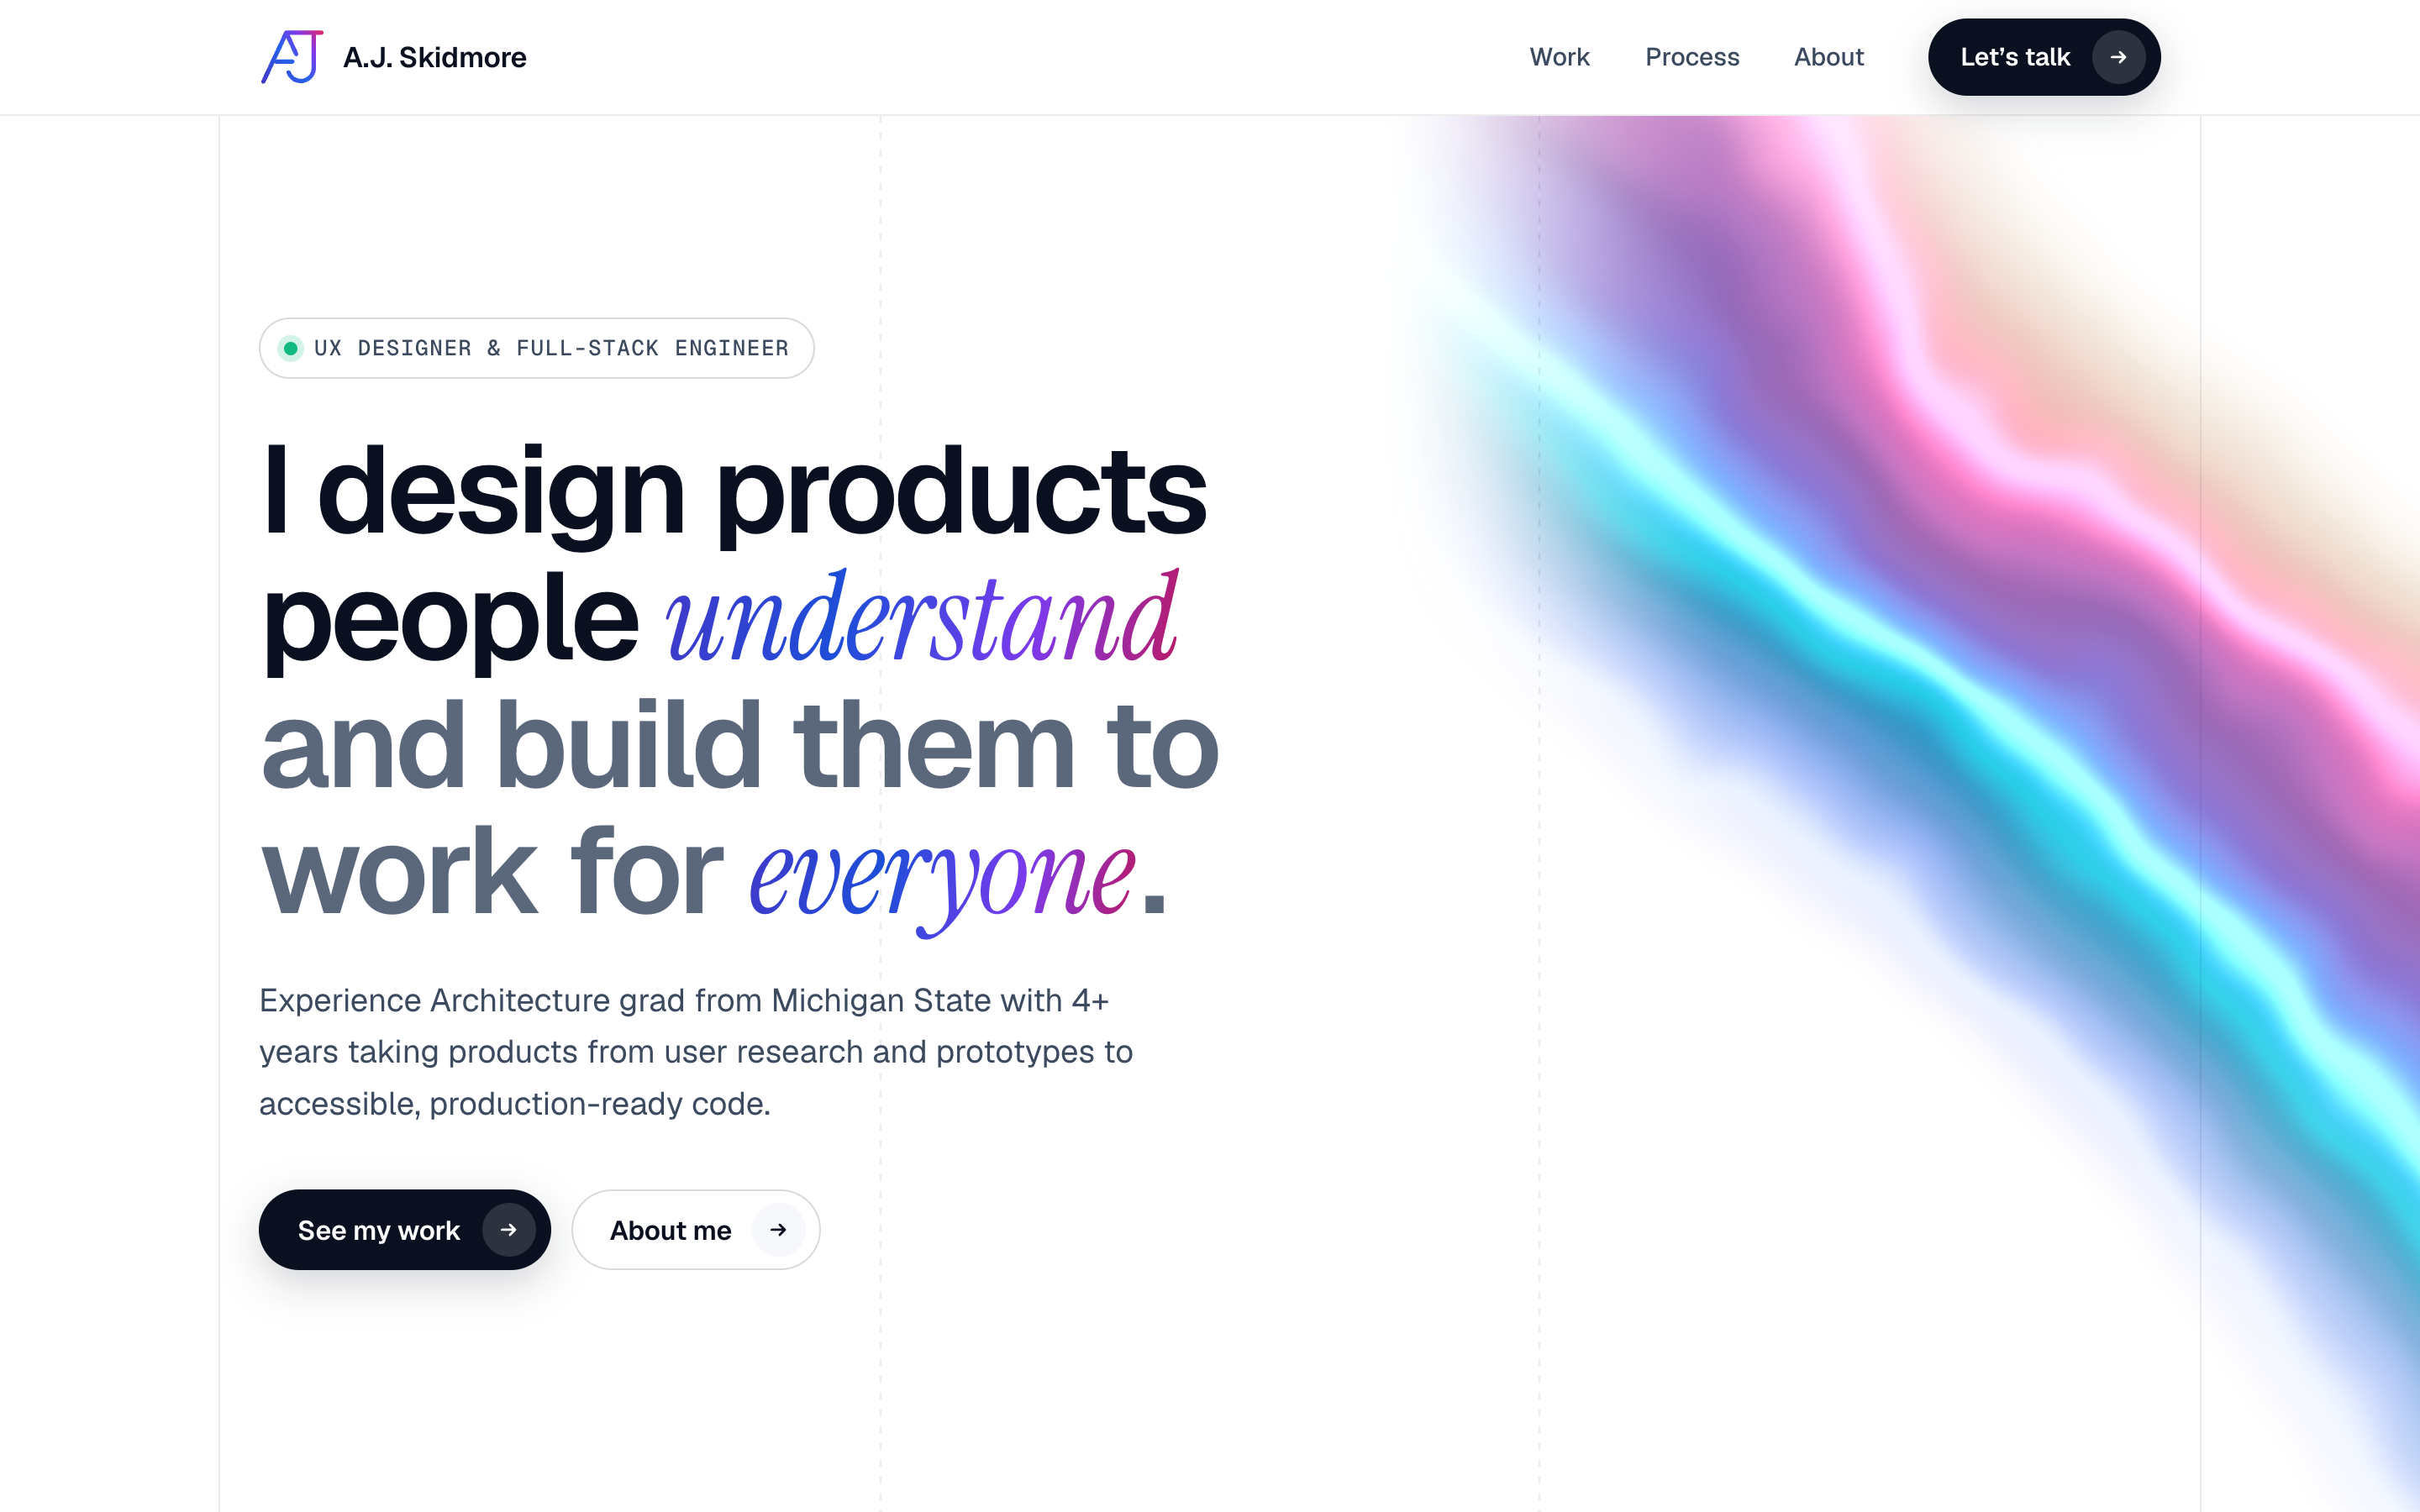 AJ A.J. Skidmore
Work Process About Let’s talk
UX DESIGNER & FULL-STACK ENGINEER
I design products
people understand
and build them to
work for everyone.
Experience Architecture grad from Michigan State with 4+
years taking products from user research and prototypes to
accessible, production-ready code.
See my work About me